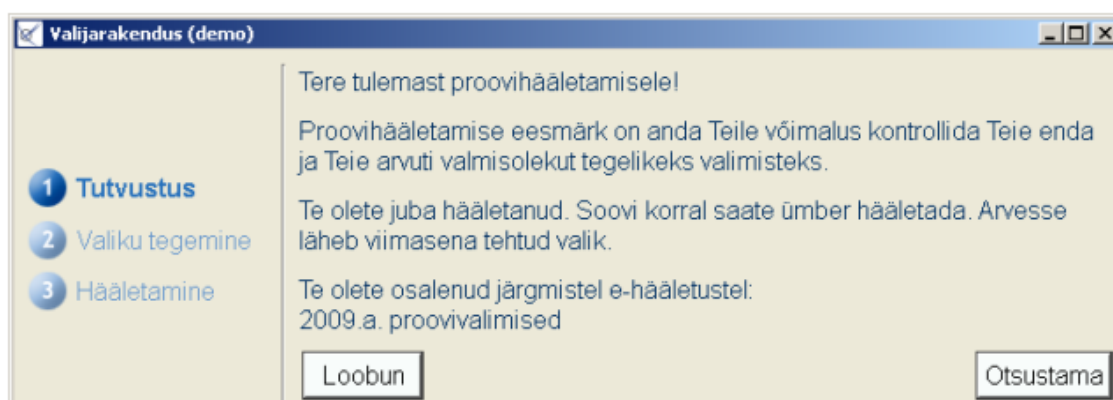 Valijarakendus (demo)
Tere tulemast proovihääletamisele!
Proovihääletamise eesmärk on anda Teile võimalus kontrollida Teie enda
ja Teie arvuti valmisolekut tegelikeks valimisteks.
1 Tutvustus
2 Valiku tegemine
3 Hääletamine
Te olete juba hääletanud. Soovi korral saate ümber hääletada. Arvesse
läheb viimasena tehtud valik.
Te olete osalenud järgmistel e-hääletustel:
2009.a. proovivalimised
Loobun
Otsustama